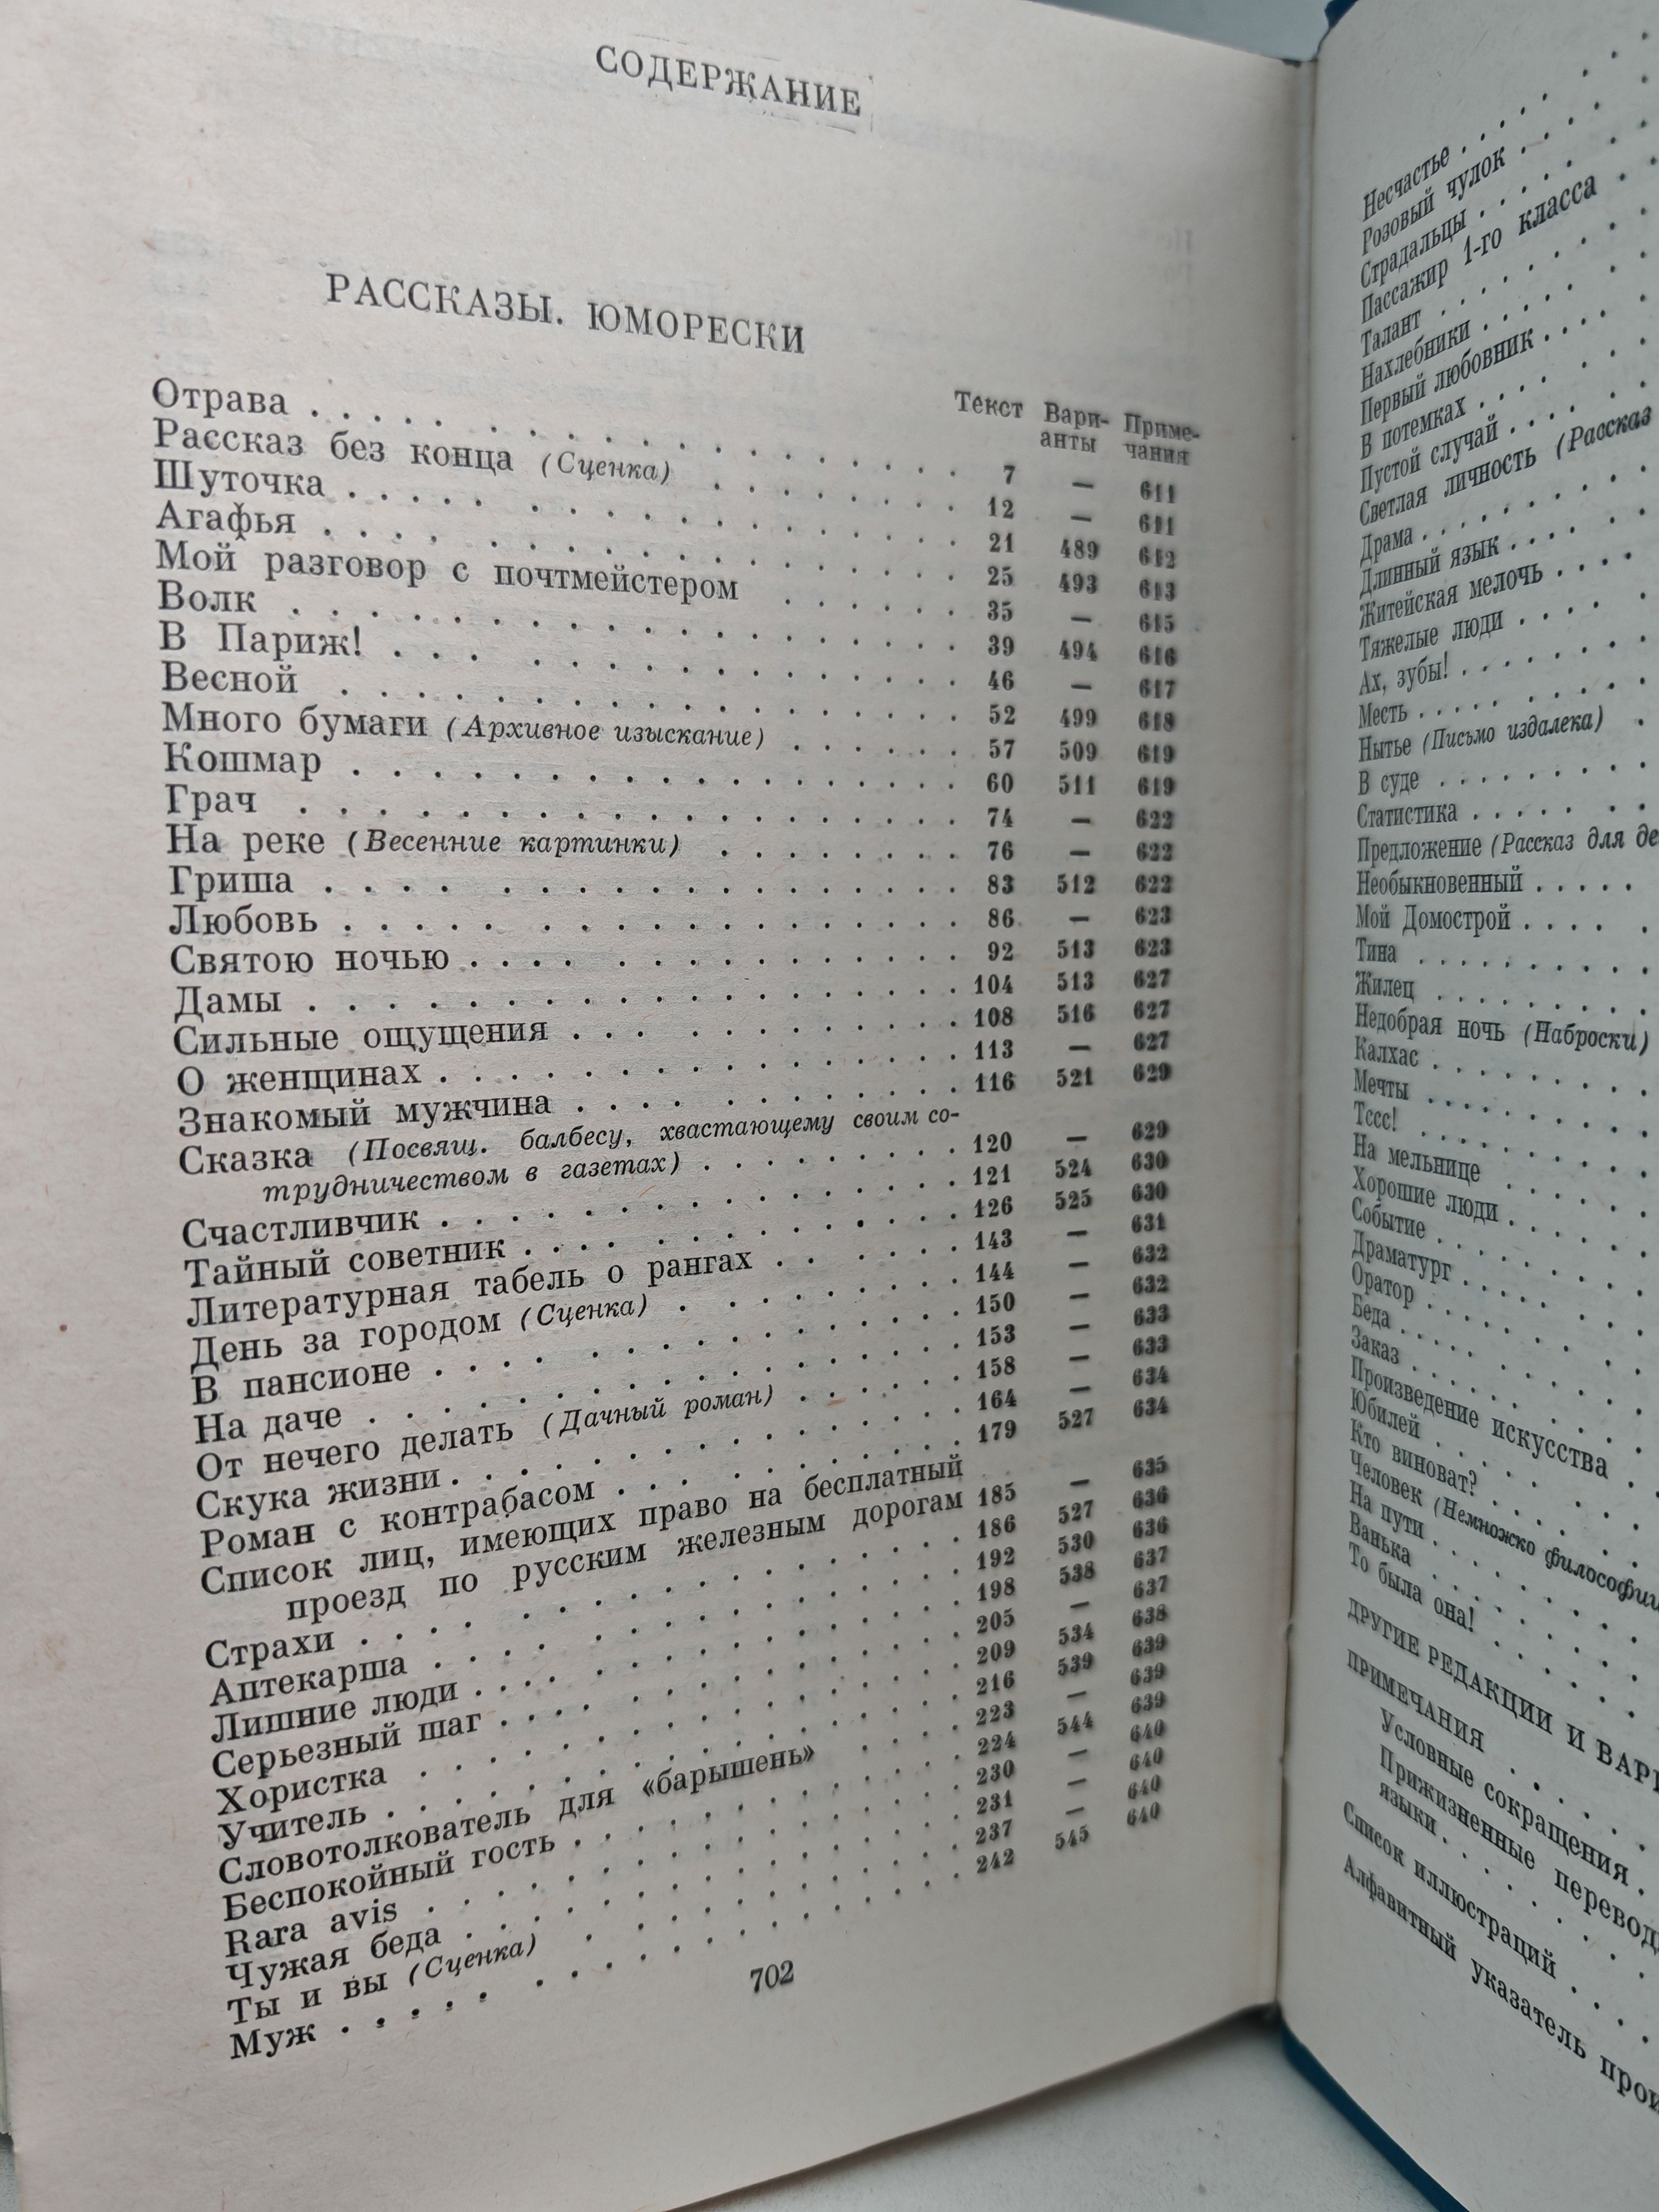 СОДЕРЖАНИЕ
РАССКАЗЫ. ЮМОРЕСКИ
Текст Вари- Приме-
анты чания
Отрава . . . . . . . . . . 7 — 611
Рассказ без конца (Сценка) . . . . . . 12 — 611
Шуточка . . . . . . . . . . 21 489 612
Агафья . . . . . . . . . . 25 493 613
Мой разговор с почтмейстером . . . . . . 35 — 615
Волк . . . . . . . . . . 39 494 616
В Париж! . . . . . . . . . . 46 — 617
Весной . . . . . . . . . . 52 499 618
Много бумаги (Архивное изыскание) . . . . . . 57 509 619
Кошмар . . . . . . . . . . 60 511 619
Грач . . . . . . . . . . 74 — 622
На реке (Весенние картинки) . . . . . . 76 — 622
Гриша . . . . . . . . . . 83 512 622
Любовь . . . . . . . . . . 86 — 623
Святою ночью . . . . . . . . . . 92 513 623
Дамы . . . . . . . . . . 104 513 627
Сильные ощущения . . . . . . . . . 108 516 627
О женщинах . . . . . . . . . . 113 — 627
Знакомый мужчина . . . . . . . . . 116 521 629
Сказка (Посвящ. балбесу, хвастающему своим со-
трудничеством в газетах) . . . . . . . 120 — 629
Счастливчик . . . . . . . . . . 121 524 630
Тайный советник . . . . . . . . . . 126 525 630
Литературная табель о рангах . . . . . . 143 — 631
День за городом (Сценка) . . . . . . . 144 — 632
В пансионе . . . . . . . . . . 150 — 632
На даче . . . . . . . . . . 153 — 633
От нечего делать (Дачный роман) . . . . . . 158 — 633
Скука жизни . . . . . . . . . . 164 — 634
Роман с контрабасом . . . . . . . . . 179 527 634
Список лиц, имеющих право на бесплатный
проезд по русским железным дорогам 185 — 635
Страхи . . . . . . . . . . 186 527 636
Аптекарша . . . . . . . . . . 192 530 636
Лишние люди . . . . . . . . . . 198 538 637
Серьезный шаг . . . . . . . . . . 205 — 637
Хористка . . . . . . . . . . 209 534 638
Учитель . . . . . . . . . . 216 539 639
Словотолкователь для «барышень» . . . . 223 — 639
Беспокойный гость . . . . . . . . . 224 544 639
Rara avis . . . . . . . . . . 230 — 640
Чужая беда . . . . . . . . . . 231 — 640
Ты и вы (Сценка) . . . . . . . . . 237 — 640
Муж . . . . . . . . . . 242 545 640
702
Несчастье . . . . .
Розовый чулок . . . .
Страдальцы . . . . .
Пассажир 1-го класса . .
Талант . . . . . .
Нахлебники . . . . .
Первый любовник . . . .
В потемках . . . . .
Пустой случай . . . . .
Светлая личность (Рассказ
Драма . . . . . . .
Длинный язык . . . . .
Житейская мелочь . . . .
Тяжелые люди . . . . .
Ах, зубы! . . . . . .
Месть . . . . . . .
Нытье (Письмо издалека) .
В суде . . . . . . .
Статистика . . . . . .
Предложение (Рассказ для де
Необыкновенный . . . . .
Мой Домострой . . . . .
Тина . . . . . . .
Жилец . . . . . . .
Недобрая ночь (Наброски)
Калхас . . . . . . .
Мечты . . . . . . .
Тссс! . . . . . . .
На мельнице . . . . .
Хорошие люди . . . . .
Событие . . . . . .
Драматург . . . . . .
Оратор . . . . . . .
Беда . . . . . . .
Заказ . . . . . . .
Произведение искусства . .
Юбилей . . . . . . .
Кто виноват? . . . . .
Человек (Немножко философии
На пути . . . . . .
Ванька . . . . . . .
То была она! . . . . .
ДРУГИЕ РЕДАКЦИИ И ВАРИ
ПРИМЕЧАНИЯ . . . .
Условные сокращения .
Прижизненные перевод
языки . . . . . .
Список иллюстраций . . . .
Алфавитный указатель прои